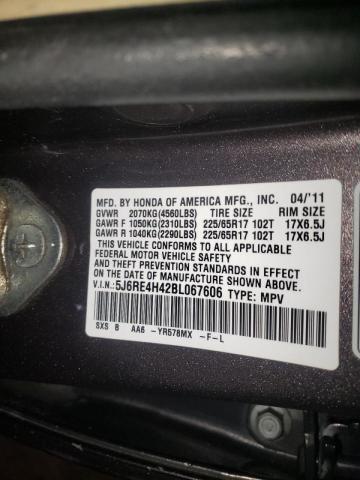 MFD. BY HONDA OF AMERICA MFG., INC. 04/'11
GVWR 2070KG(4560LBS) TIRE SIZE RIM SIZE
GAWR F 1050KG(2310LBS) 225/65R17 102T 17X6.5J
GAWR R 1040KG(2290LBS) 225/65R17 102T 17X6.5J
THIS VEHICLE CONFORMS TO ALL APPLICABLE
FEDERAL MOTOR VEHICLE SAFETY AND
THEFT PREVENTION STANDARDS IN EFFECT
ON THE DATE OF MANUFACTURE SHOWN ABOVE.
V.I.N.: 5J6RE4H42BL067606 TYPE: MPV
SXS B AA6 -YR578MX -F-L